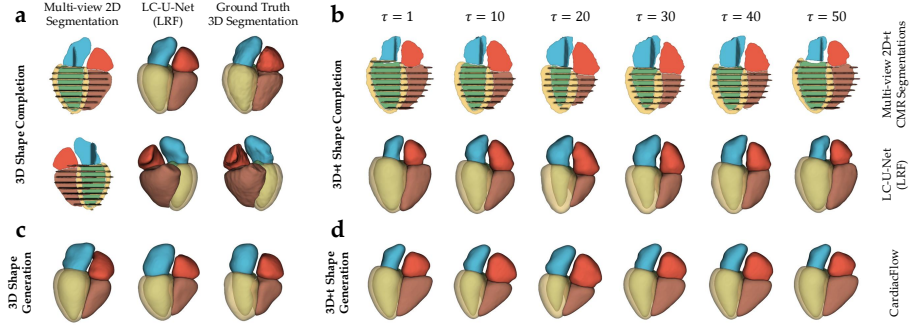 a
Multi-view 2D
Segmentation
LC-U-Net
(LRF)
Ground Truth
3D Segmentation
3D Shape Completion
b
τ = 1
τ = 10
τ = 20
τ = 30
τ = 40
τ = 50
3D+t Shape Completion
Multi-view 2D+t
CMR Segmentations
LC-U-Net
(LRF)
c
3D Shape
Generation
d
3D+t Shape
Generation
CardiacFlow